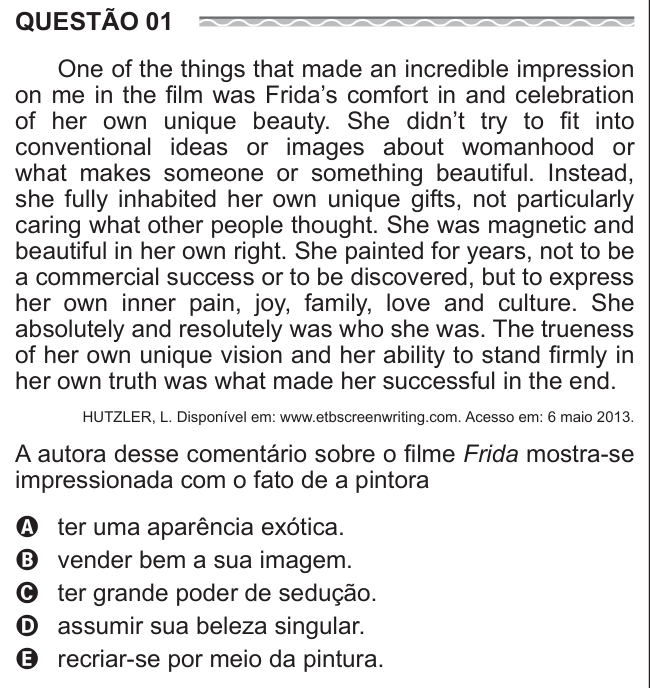 QUESTÃO 01
One of the things that made an incredible impression
on me in the film was Frida’s comfort in and celebration
of her own unique beauty. She didn’t try to fit into
conventional ideas or images about womanhood or
what makes someone or something beautiful. Instead,
she fully inhabited her own unique gifts, not particularly
caring what other people thought. She was magnetic and
beautiful in her own right. She painted for years, not to be
a commercial success or to be discovered, but to express
her own inner pain, joy, family, love and culture. She
absolutely and resolutely was who she was. The trueness
of her own unique vision and her ability to stand firmly in
her own truth was what made her successful in the end.
HUTZLER, L. Disponível em: www.etbscreenwriting.com. Acesso em: 6 maio 2013.
A autora desse comentário sobre o filme Frida mostra-se
impressionada com o fato de a pintora
A ter uma aparência exótica.
B vender bem a sua imagem.
C ter grande poder de sedução.
D assumir sua beleza singular.
E recriar-se por meio da pintura.